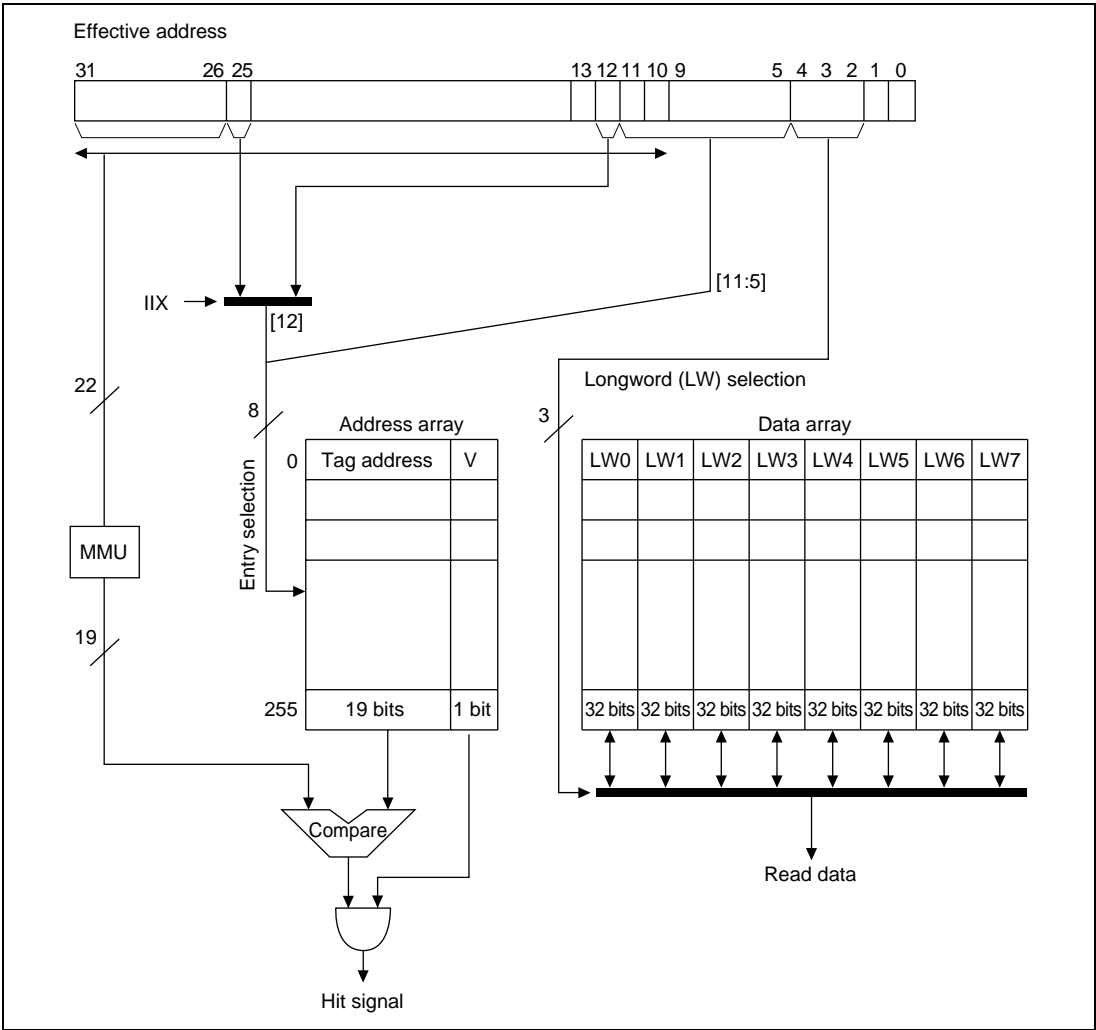 Effective address
31 26 25 13 12 11 10 9 5 4 3 2 1 0
IIX
[12]
[11:5]
22
Longword (LW) selection
8
3
Entry selection
Address array
Data array
0 Tag address V
LW0 LW1 LW2 LW3 LW4 LW5 LW6 LW7
MMU
19
255 19 bits 1 bit
32 bits 32 bits 32 bits 32 bits 32 bits 32 bits 32 bits 32 bits
Compare
Read data
Hit signal